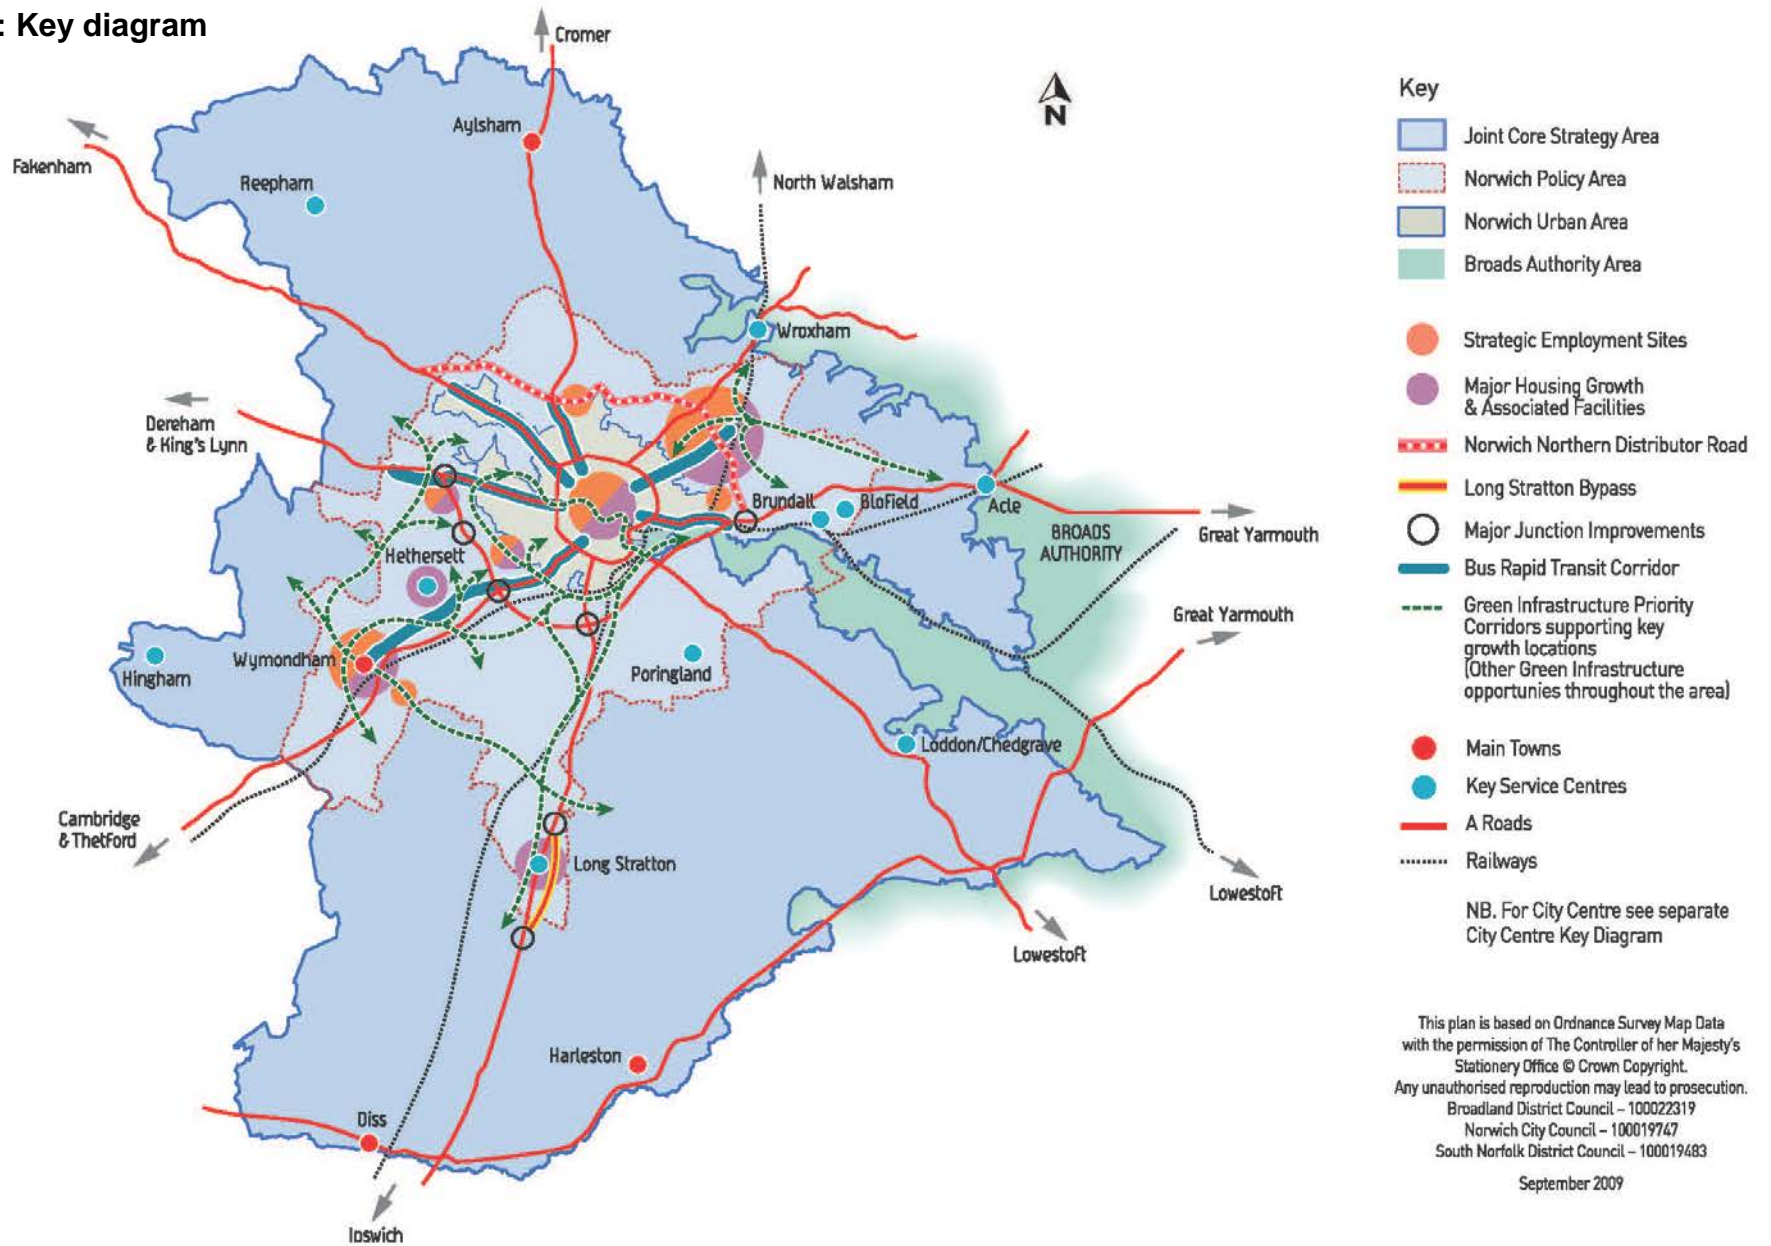 : Key diagram
Cromer
Aylsham
Fakenham
Reepham
North Walsham
Wroxham
Dereham
& King's Lynn
Brundall
Blofield
Acle
BROADS
AUTHORITY
Great Yarmouth
Hethersett
Great Yarmouth
Wymondham
Hingham
Poringland
Loddon/Chedgrave
Cambridge
& Thetford
Long Stratton
Lowestoft
Lowestoft
Harleston
Diss
Ipswich
N
Key
Joint Core Strategy Area
Norwich Policy Area
Norwich Urban Area
Broads Authority Area
Strategic Employment Sites
Major Housing Growth
& Associated Facilities
Norwich Northern Distributor Road
Long Stratton Bypass
Major Junction Improvements
Bus Rapid Transit Corridor
Green Infrastructure Priority
Corridors supporting key
growth locations
(Other Green Infrastructure
opportunies throughout the area)
Main Towns
Key Service Centres
A Roads
Railways
NB. For City Centre see separate
City Centre Key Diagram
This plan is based on Ordnance Survey Map Data
with the permission of The Controller of her Majesty's
Stationery Office © Crown Copyright.
Any unauthorised reproduction may lead to prosecution.
Broadland District Council – 100022319
Norwich City Council – 100019747
South Norfolk District Council – 100019483
September 2009